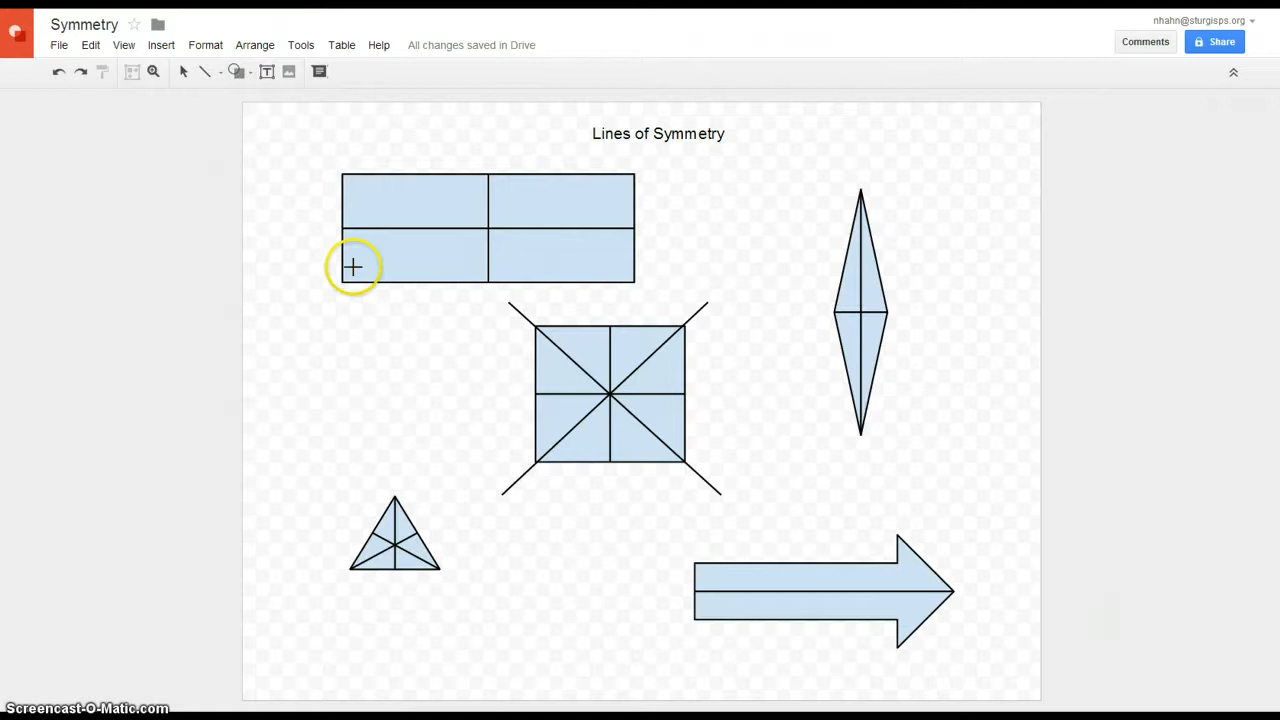 Symmetry
nhahn@sturgisps.org
File Edit View Insert Format Arrange Tools Table Help All changes saved in Drive
Comments Share
Lines of Symmetry
Screencast-O-Matic.com